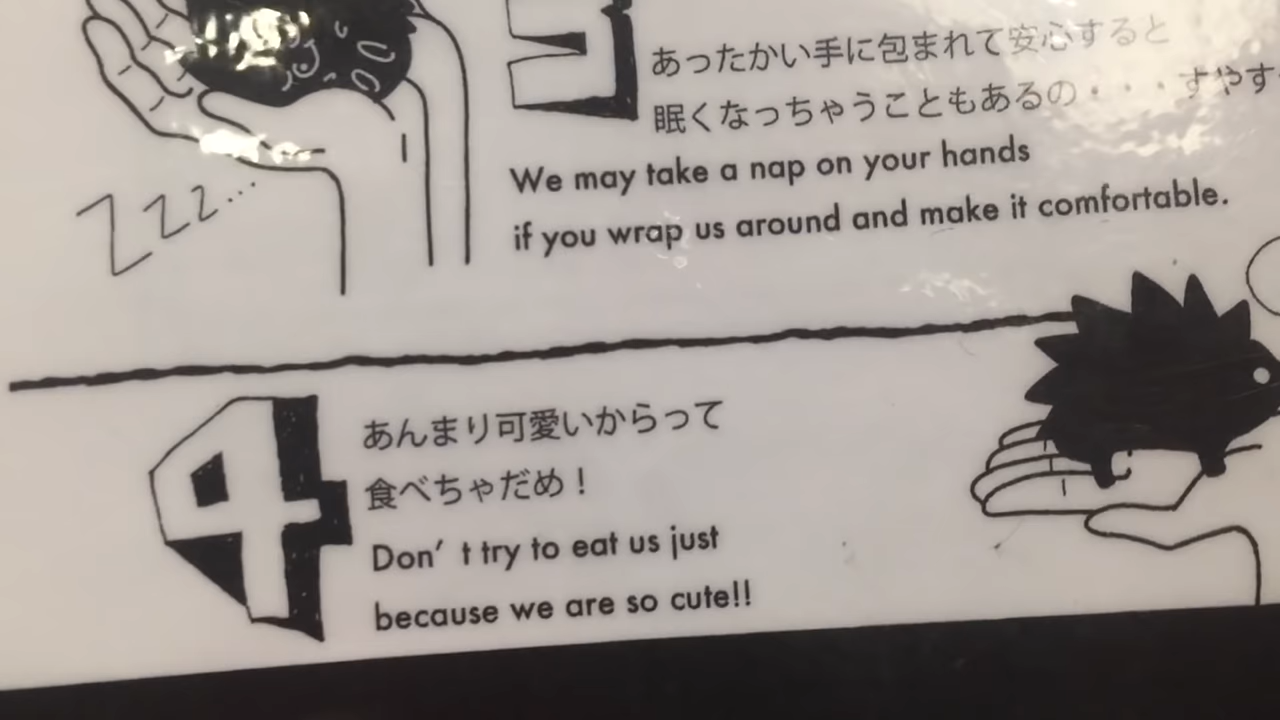 3
あったかい手に包まれて安心すると
眠くなっちゃうこともあるの・・・すやす
We may take a nap on your hands
if you wrap us around and make it comfortable.
Zzz...
4
あんまり可愛いからって
食べちゃだめ！
Don't try to eat us just
because we are so cute!!